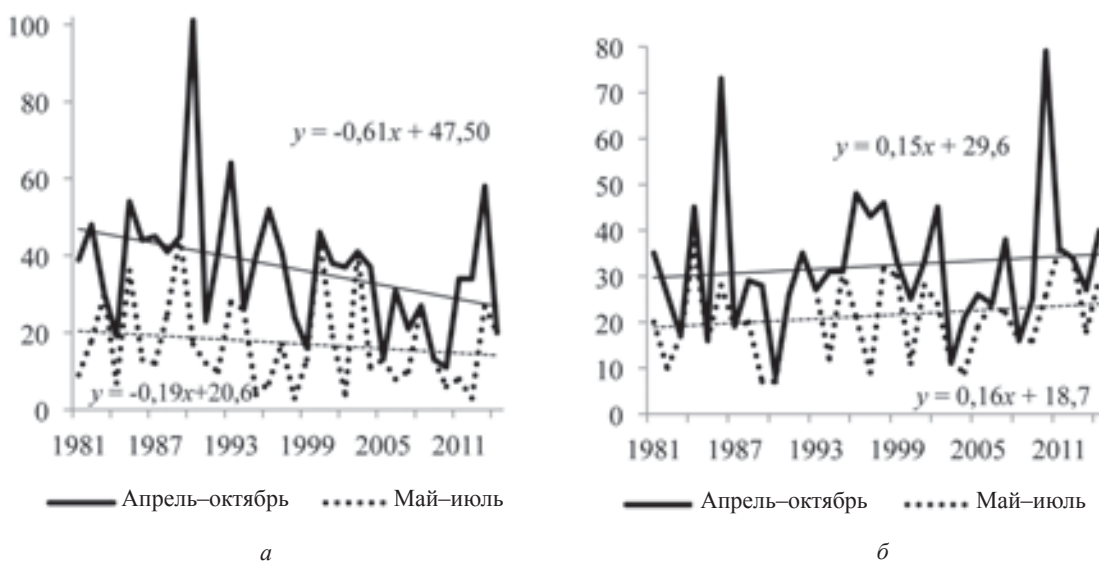 100
80
60
40
20
0
y = -0,61x + 47,50
y = -0,19x+20,6
1981 1987 1993 1999 2005 2011
Апрель–октябрь Май–июль
а
80
70
60
50
40
30
20
10
0
y = 0,15x + 29,6
y = 0,16x + 18,7
1981 1987 1993 1999 2005 2011
Апрель–октябрь Май–июль
б